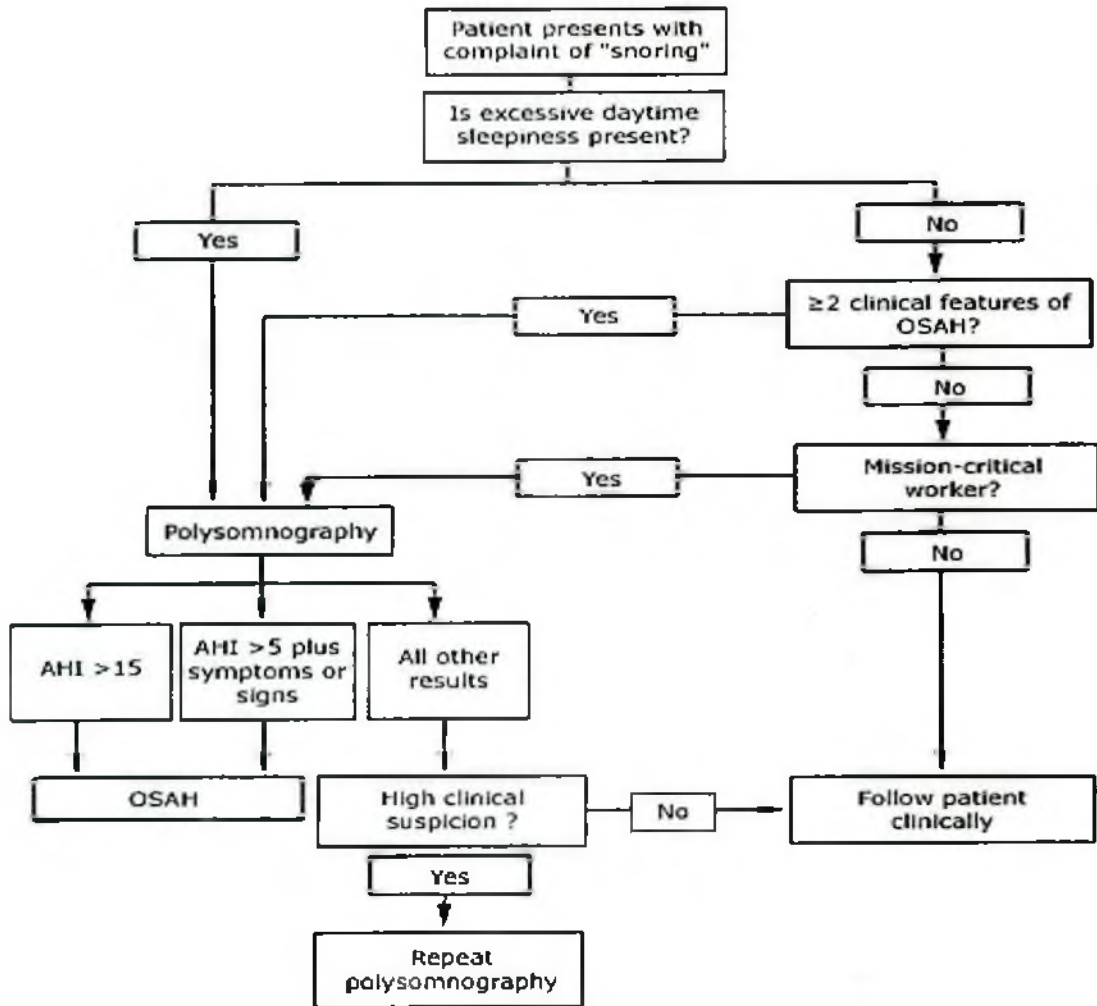 Patient presents with
complaint of "snoring"
Is excessive daytime
sleepiness present?
Yes
No
Yes
≥2 clinical features of
OSAH?
No
Yes
Mission-critical
worker?
Polysomnography
No
AHI >15
AHI >5 plus
symptoms or
signs
All other
results
OSAH
High clinical
suspicion ?
No
Follow patient
clinically
Yes
Repeat
polysomnography